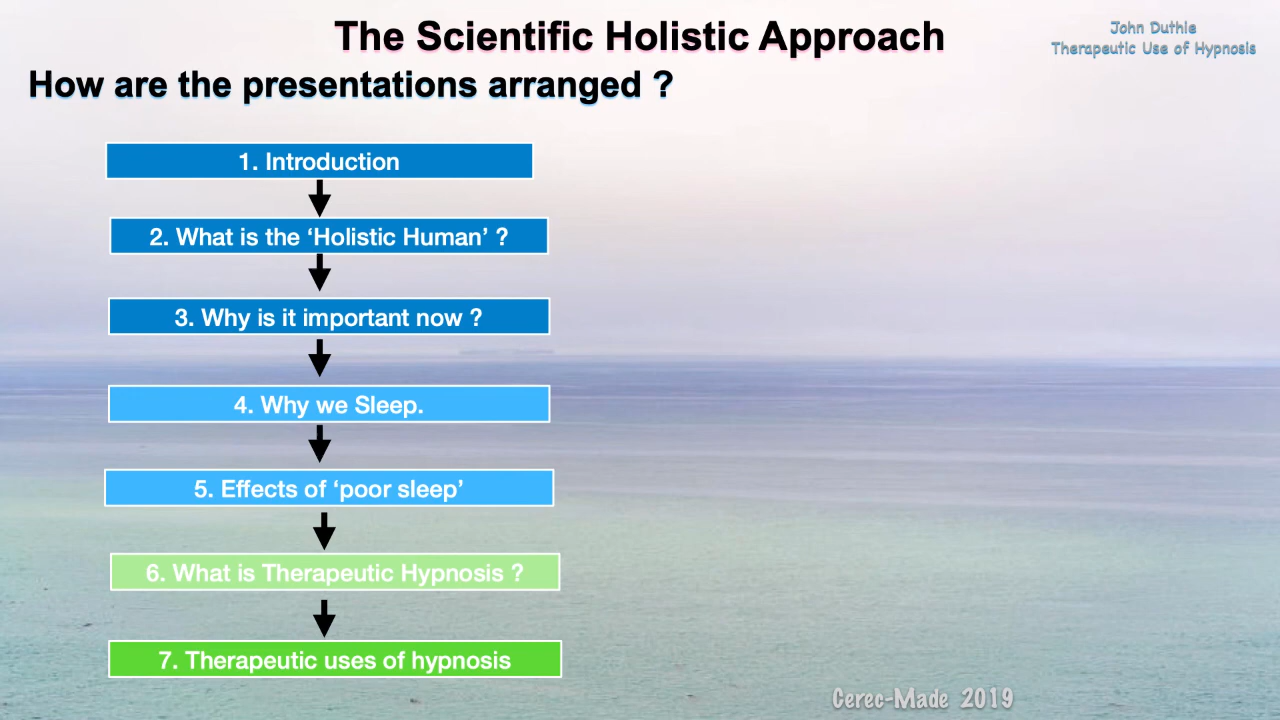 The Scientific Holistic Approach
John Duthie
Therapeutic Use of Hypnosis
How are the presentations arranged ?
1. Introduction
2. What is the ‘Holistic Human’ ?
3. Why is it important now ?
4. Why we Sleep.
5. Effects of ‘poor sleep’
6. What is Therapeutic Hypnosis ?
7. Therapeutic uses of hypnosis
Cerec-Made 2019